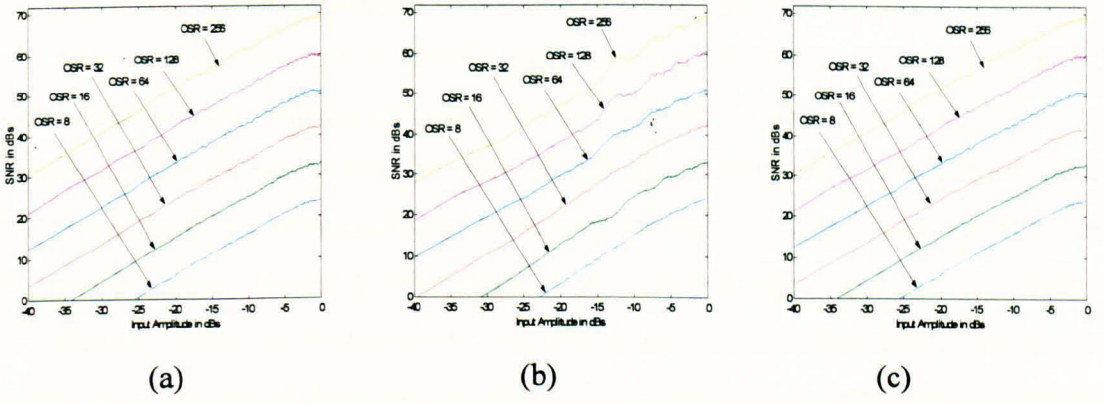 70
60
50
40
30
20
10
0
SNR in dBs
OSR = 256
OSR = 128
OSR = 32
OSR = 64
OSR = 16
OSR = 8
-40 -35 -30 -25 -20 -15 -10 -5 0
Input Amplitude in dBs
(a)
70
60
50
40
30
20
10
0
SNR in dBs
OSR = 256
OSR = 128
OSR = 32
OSR = 64
OSR = 16
OSR = 8
-40 -35 -30 -25 -20 -15 -10 -5 0
Input Amplitude in dBs
(b)
70
60
50
40
30
20
10
0
SNR in dBs
OSR = 256
OSR = 128
OSR = 32
OSR = 64
OSR = 16
OSR = 8
-40 -35 -30 -25 -20 -15 -10 -5 0
Input Amplitude in dBs
(c)